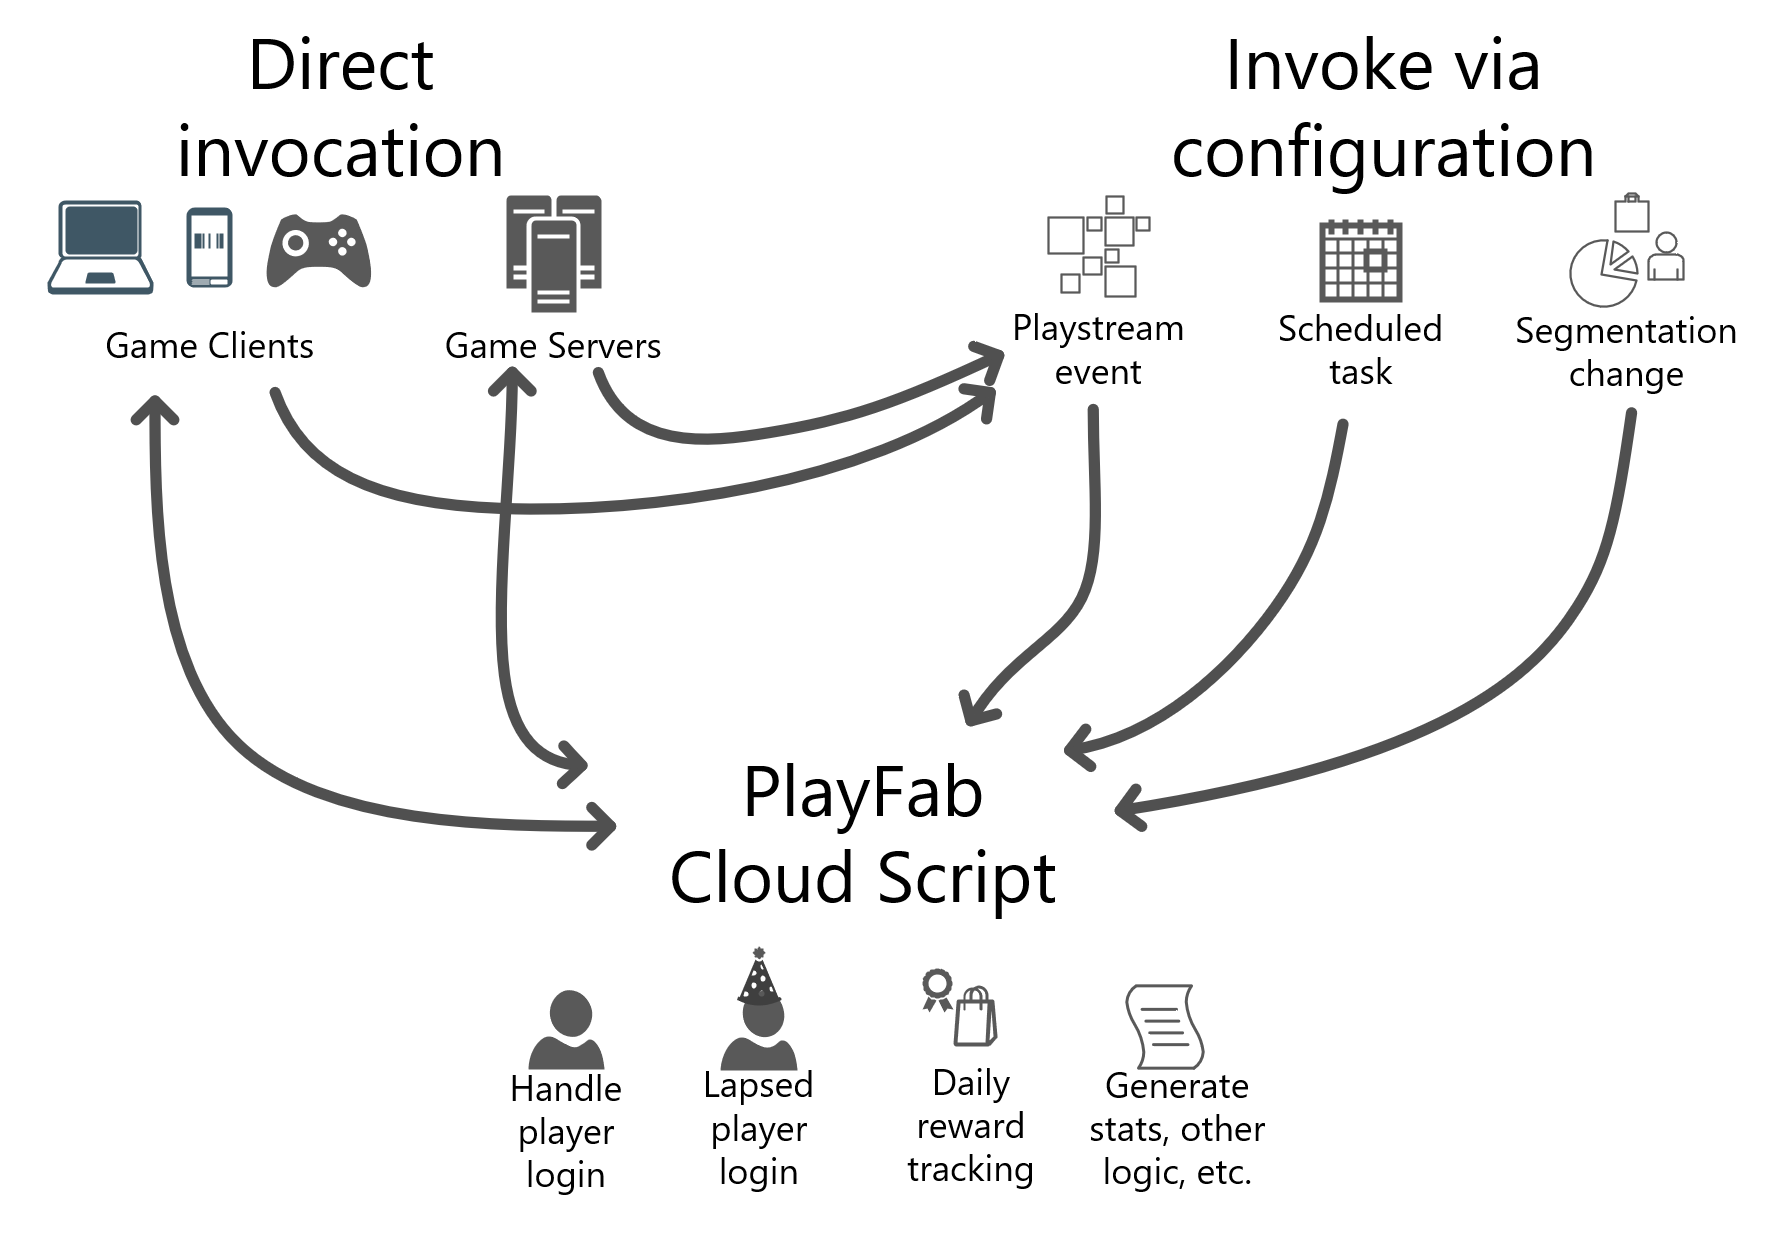 Direct
invocation
Invoke via
configuration
Game Clients
Game Servers
Playstream
event
Scheduled
task
Segmentation
change
PlayFab
Cloud Script
Handle
player
login
Lapsed
player
login
Daily
reward
tracking
Generate
stats, other
logic, etc.